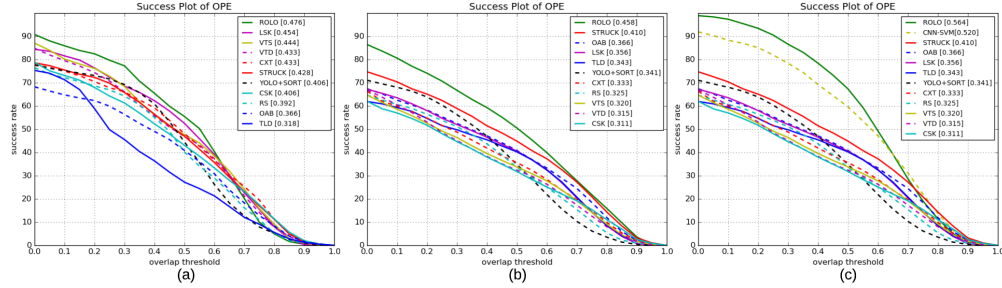 Success Plot of OPE
success rate
90
80
70
60
50
40
30
20
10
0
0.0 0.1 0.2 0.3 0.4 0.5 0.6 0.7 0.8 0.9 1.0
overlap threshold
ROLO [0.476]
LSK [0.454]
VTS [0.444]
VTD [0.433]
CXT [0.433]
STRUCK [0.428]
YOLO+SORT [0.406]
CSK [0.406]
RS [0.392]
OAB [0.366]
TLD [0.318]
(a)
Success Plot of OPE
success rate
90
80
70
60
50
40
30
20
10
0
0.0 0.1 0.2 0.3 0.4 0.5 0.6 0.7 0.8 0.9 1.0
overlap threshold
ROLO [0.458]
STRUCK [0.410]
OAB [0.366]
LSK [0.356]
TLD [0.343]
YOLO+SORT [0.341]
CXT [0.333]
RS [0.325]
VTS [0.320]
VTD [0.315]
CSK [0.311]
(b)
Success Plot of OPE
success rate
90
80
70
60
50
40
30
20
10
0
0.0 0.1 0.2 0.3 0.4 0.5 0.6 0.7 0.8 0.9 1.0
overlap threshold
ROLO [0.564]
CNN-SVM[0.520]
STRUCK [0.410]
OAB [0.366]
LSK [0.356]
TLD [0.343]
YOLO+SORT [0.341]
CXT [0.333]
RS [0.325]
VTS [0.320]
VTD [0.315]
CSK [0.311]
(c)